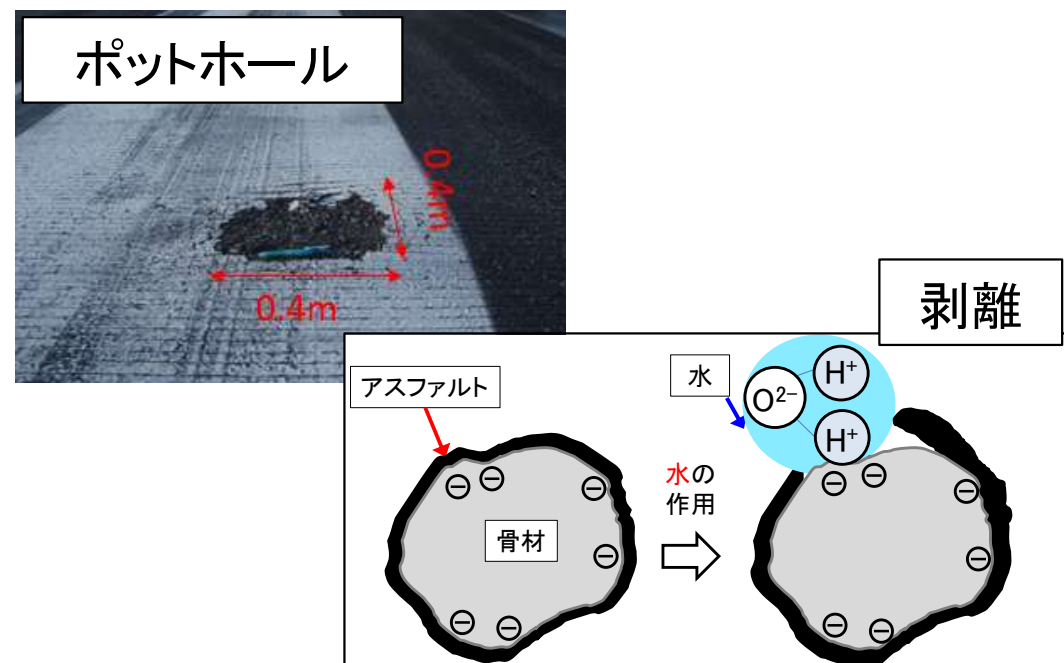 ポットホール
0.4m
0.4m
剥離
アスファルト
水
O²⁻
H⁺
H⁺
水の
作用
骨材
⊖ ⊖ ⊖ ⊖ ⊖ ⊖
⊖ ⊖ ⊖ ⊖ ⊖ ⊖